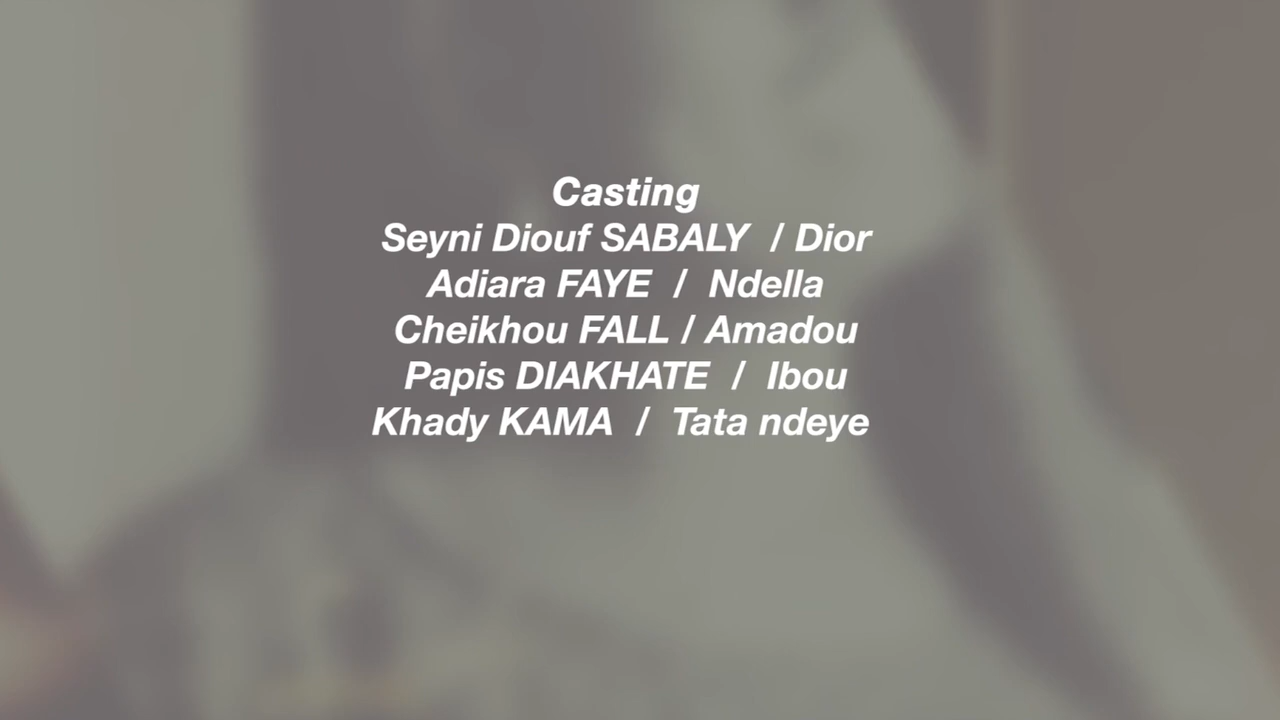 Casting
Seyni Diouf SABALY / Dior
Adiara FAYE / Ndella
Cheikhou FALL / Amadou
Papis DIAKHATE / Ibou
Khady KAMA / Tata ndeye